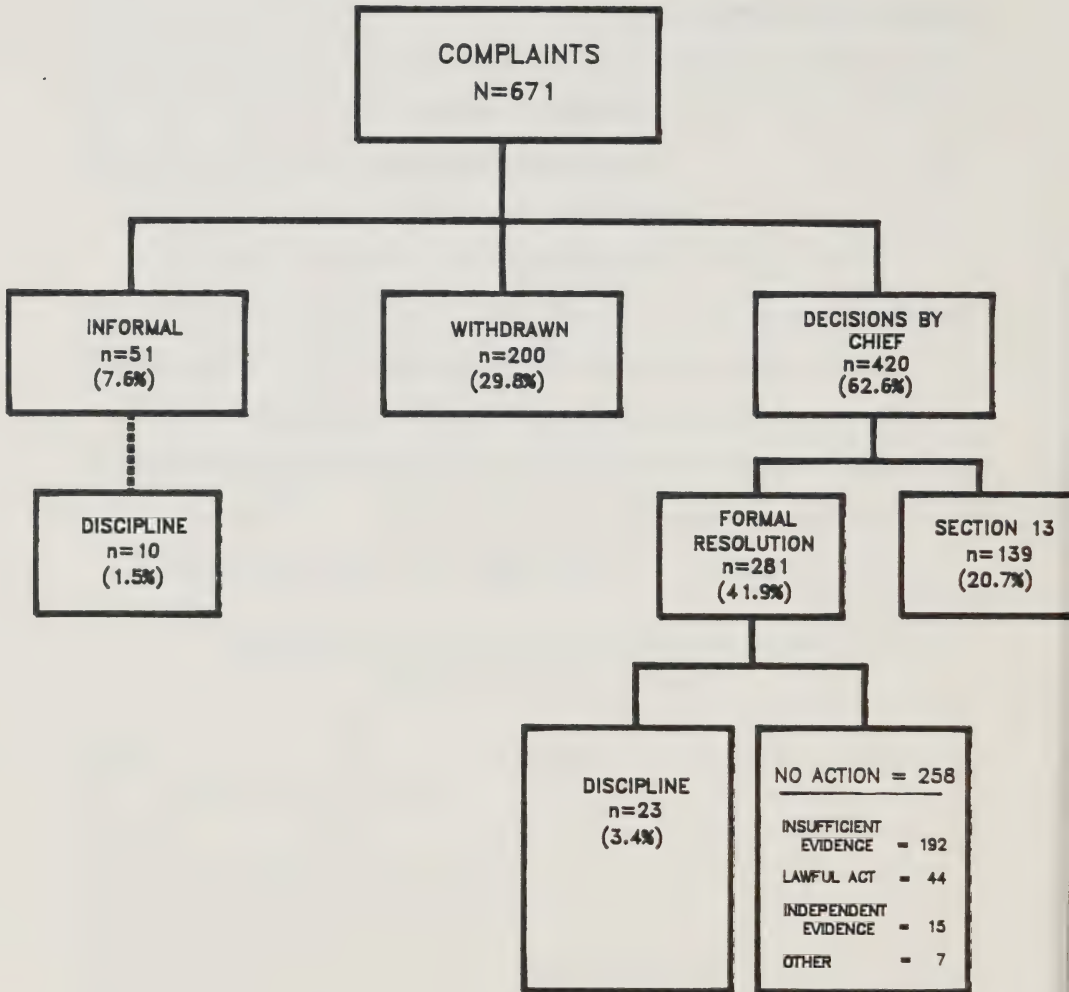 COMPLAINTS
N=671
INFORMAL
n=51
(7.6%)
WITHDRAWN
n=200
(29.8%)
DECISIONS BY
CHIEF
n=420
(62.6%)
DISCIPLINE
n=10
(1.5%)
FORMAL
RESOLUTION
n=281
(41.9%)
SECTION 13
n=139
(20.7%)
DISCIPLINE
n=23
(3.4%)
NO ACTION = 258
INSUFFICIENT
EVIDENCE = 192
LAWFUL ACT = 44
INDEPENDENT
EVIDENCE = 15
OTHER = 7